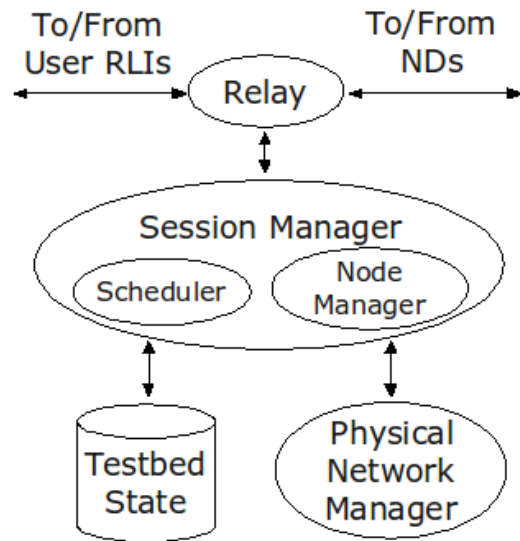 To/From
User RLIs
To/From
NDs
Relay
Session Manager
Scheduler
Node
Manager
Testbed
State
Physical
Network
Manager